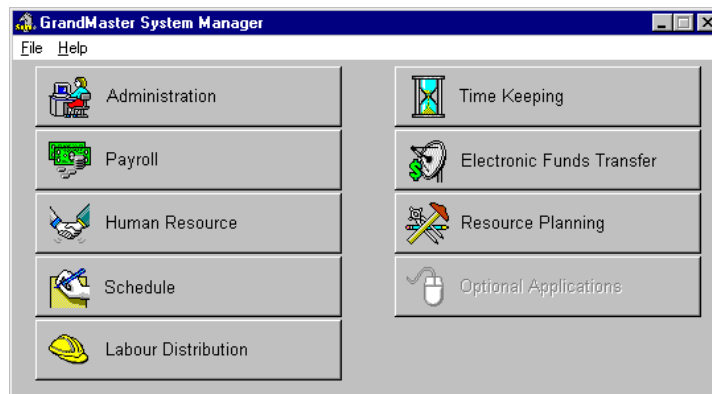 GrandMaster System Manager
File Help
Administration
Payroll
Human Resource
Schedule
Labour Distribution
Time Keeping
Electronic Funds Transfer
Resource Planning
Optional Applications